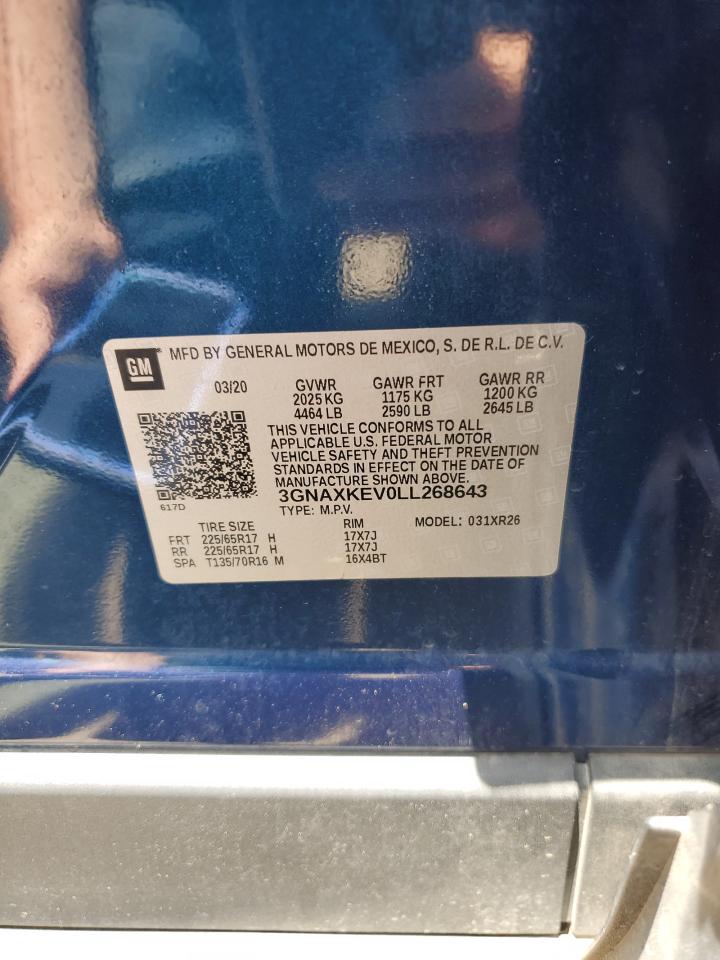 GM MFD BY GENERAL MOTORS DE MEXICO, S. DE R.L. DE C.V.
03/20 GVWR GAWR FRT GAWR RR
2025 KG 1175 KG 1200 KG
4464 LB 2590 LB 2645 LB
THIS VEHICLE CONFORMS TO ALL
APPLICABLE U.S. FEDERAL MOTOR
VEHICLE SAFETY AND THEFT PREVENTION
STANDARDS IN EFFECT ON THE DATE OF
MANUFACTURE SHOWN ABOVE.
617D 3GNAXKEV0LL268643
TYPE: M.P.V.
TIRE SIZE RIM MODEL: 031XR26
FRT 225/65R17 H 17X7J
RR 225/65R17 H 17X7J
SPA T135/70R16 M 16X4BT